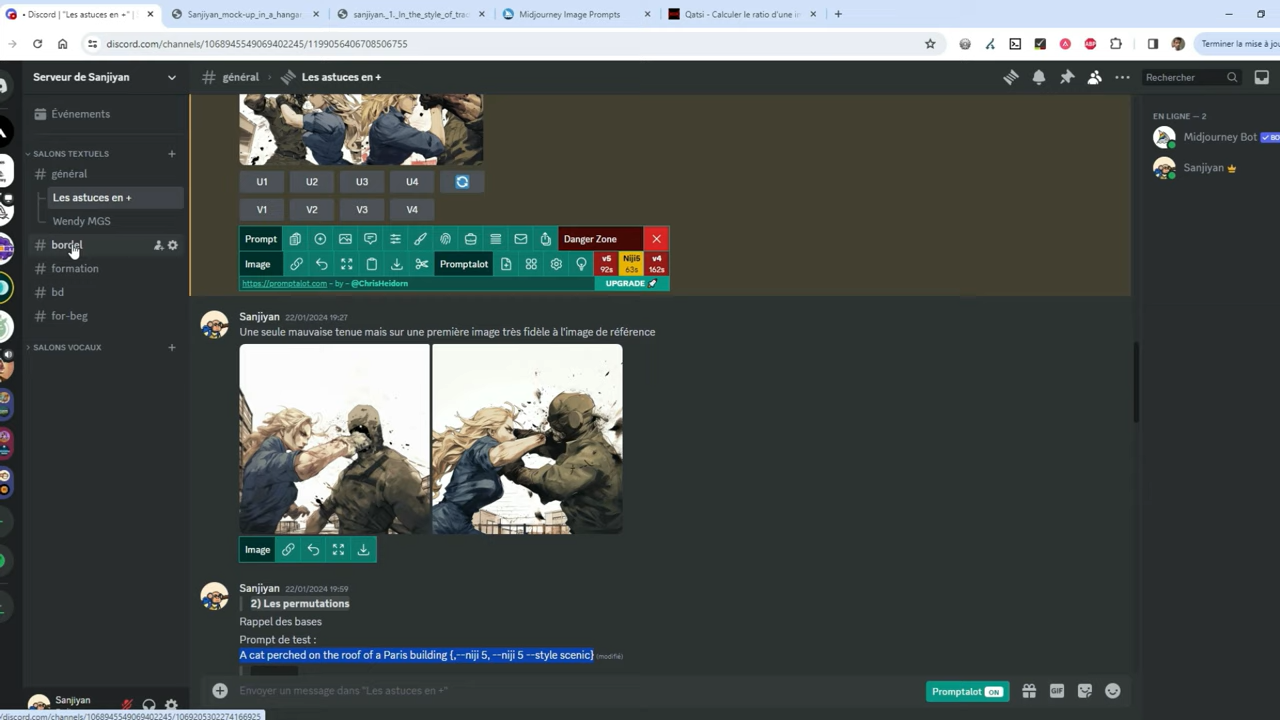 • Discord | "Les astuces en +" |
Sanjiyan_mock-up_in_a_hangar
sanjiyan._1._In_the_style_of_trad
Midjourney Image Prompts
Qatsi - Calculer le ratio d'une im
discord.com/channels/1068945549069402245/1199056406708506755
Terminer la mise à jou
Serveur de Sanjiyan
# général
Les astuces en +
Rechercher
Événements
SALONS TEXTUELS
général
Les astuces en +
Wendy MGS
bordel
formation
bd
for-beg
SALONS VOCAUX
U1 U2 U3 U4
V1 V2 V3 V4
Prompt
Danger Zone
Image
Promptalot
v5
92s
Niji5
63s
v4
162s
https://promptalot.com - by - @ChrisHeidorn
UPGRADE
Sanjiyan 22/01/2024 19:27
Une seule mauvaise tenue mais sur une première image très fidèle à l'image de référence
Image
Sanjiyan 22/01/2024 19:59
2) Les permutations
Rappel des bases
Prompt de test :
A cat perched on the roof of a Paris building {,--niji 5, --niji 5 --style scenic} (modifié)
Envoyer un message dans "Les astuces en +"
Promptalot ON
GIF
EN LIGNE — 2
Midjourney Bot
Sanjiyan
Sanjiyan
/discord.com/channels/1068945549069402245/1069205302274166925